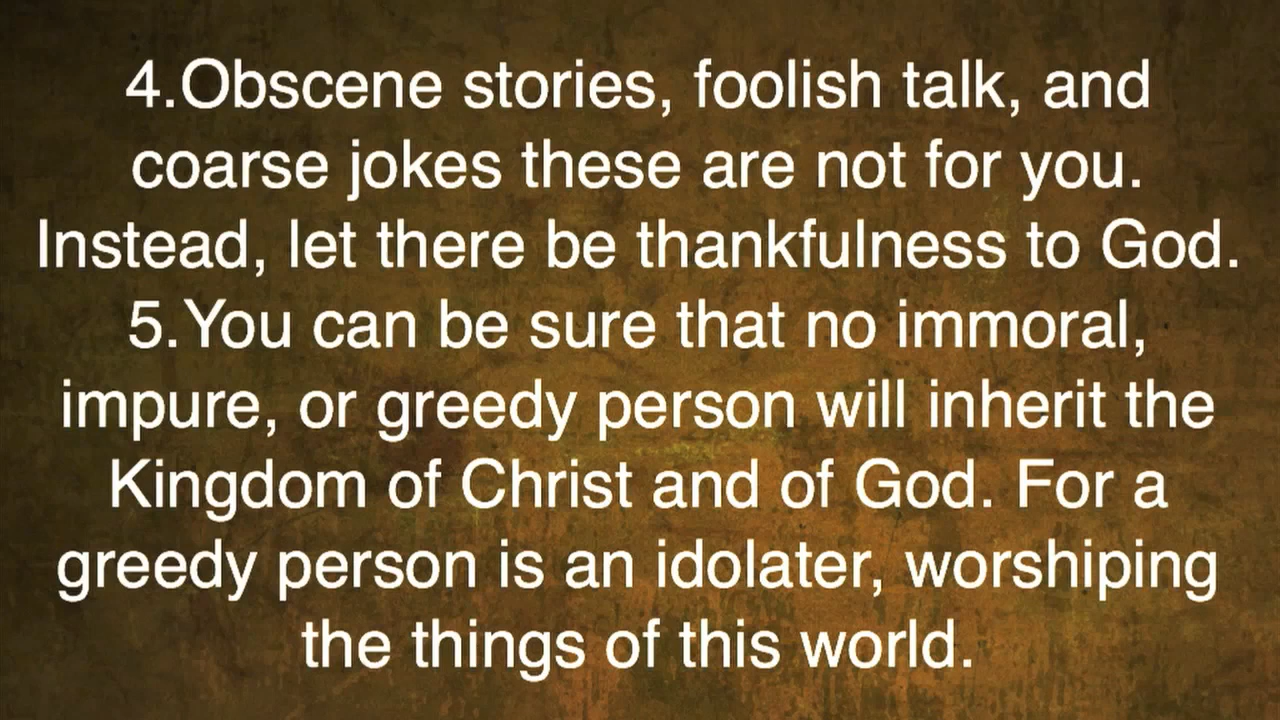 4.Obscene stories, foolish talk, and
coarse jokes these are not for you.
Instead, let there be thankfulness to God.
5.You can be sure that no immoral,
impure, or greedy person will inherit the
Kingdom of Christ and of God. For a
greedy person is an idolater, worshiping
the things of this world.